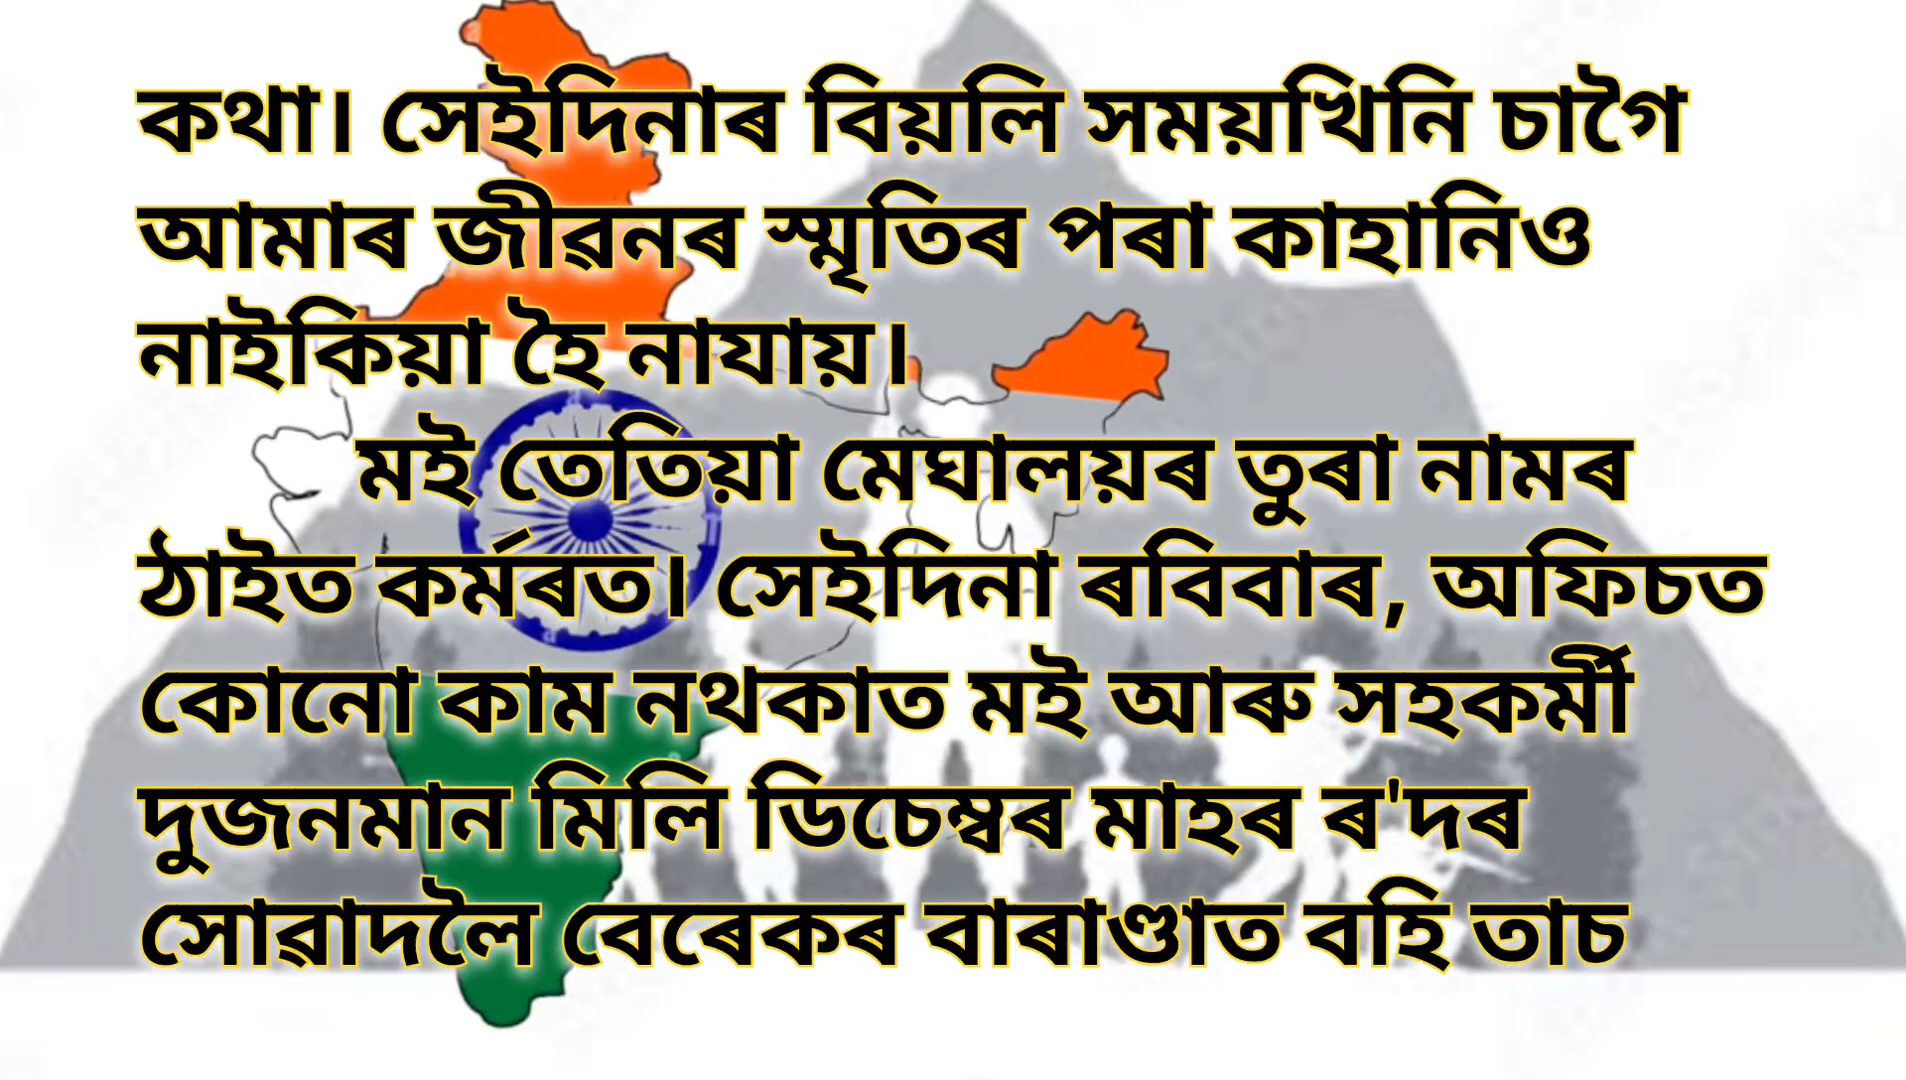 কথা। সেইদিনাৰ বিয়লি সময়খিনি চাগৈ
আমাৰ জীৱনৰ স্মৃতিৰ পৰা কাহানিও
নাইকিয়া হৈ নাযায়।
মই তেতিয়া মেঘালয়ৰ তুৰা নামৰ
ঠাইত কৰ্মৰত। সেইদিনা ৰবিবাৰ, অফিচত
কোনো কাম নথকাত মই আৰু সহকৰ্মী
দুজনমান মিলি ডিচেম্বৰ মাহৰ ৰ'দৰ
সোৱাদলৈ বেৰেকৰ বাৰাণ্ডাত বহি তাচ